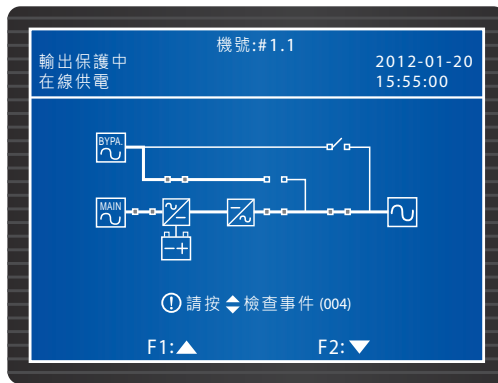 機號:#1.1
輸出保護中
在線供電
2012-01-20
15:55:00
BYPA.
MAIN
請按 檢查事件 (004)
F1:▲ F2:▼